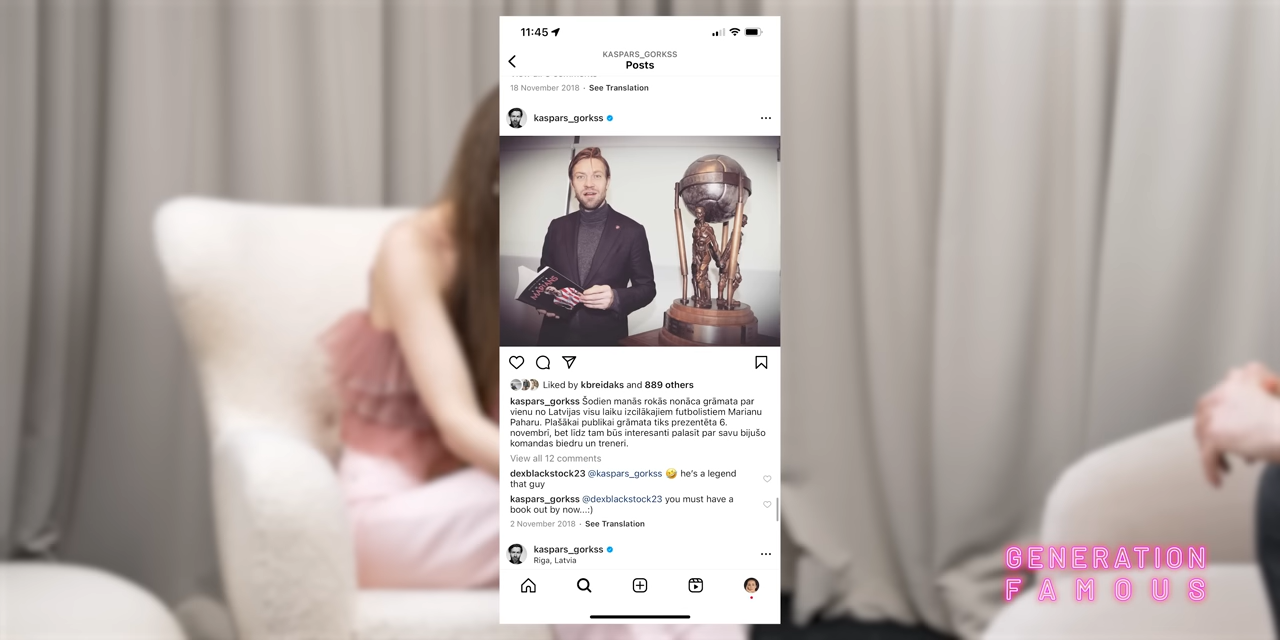 11:45
KASPARS_GORKSS
Posts
18 November 2018 · See Translation
kaspars_gorkss
MARIANS
Liked by kbreidaks and 889 others
kaspars_gorkss Šodien manās rokās nonāca grāmata par
vienu no Latvijas visu laiku izcilākajiem futbolistiem Marianu
Paharu. Plašākai publikai grāmata tiks prezentēta 6.
novembrī, bet līdz tam būs interesanti palasīt par savu bijušo
komandas biedru un treneri.
View all 12 comments
dexblackstock23 @kaspars_gorkss 🤣 he's a legend
that guy
kaspars_gorkss @dexblackstock23 you must have a
book out by now...:)
2 November 2018 · See Translation
kaspars_gorkss
Riga, Latvia
GENERATION
FAMOUS